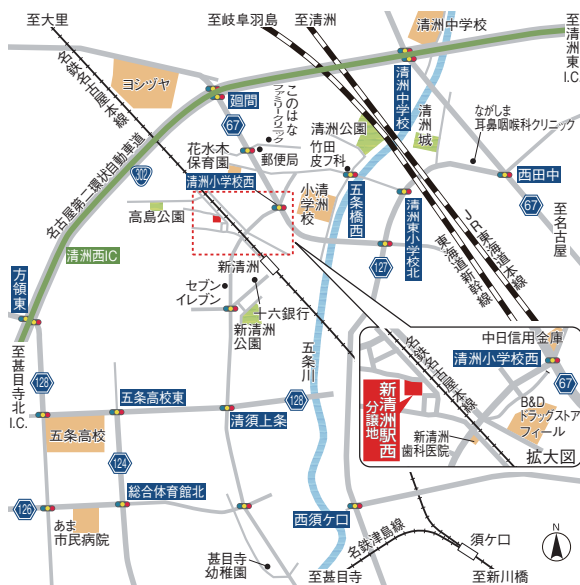 至大里
至岐阜羽島
至清洲
清洲中学校
至清洲東I.C
名鉄名古屋本線
ヨシヅヤ
廻間
67
このはな
ファミリークリニック
清洲中学校
清洲城
ながしま
耳鼻咽喉科クリニック
清洲公園
花水木
保育園
郵便局
竹田
皮フ科
302
名古屋第二環状自動車道
清洲小学校西
清洲
小学校
五条橋西
西田中
67
至名古屋
高島公園
清洲東小学校北
JR東海道本線
東海道新幹線
清洲西IC
新清洲
127
方領東
セブン
イレブン
十六銀行
新清洲
公園
五条川
至甚目寺北I.C.
中日信用金庫
清洲小学校西
名鉄名古屋本線
67
新清洲駅西
分譲地
B&D
ドラッグストア
フィール
新清洲
歯科医院
拡大図
128
五条高校東
128
清須上条
五条高校
124
総合体育館北
126
あま
市民病院
西須ケ口
名鉄津島線
須ケ口
甚目寺
幼稚園
至甚目寺
至新川橋
N